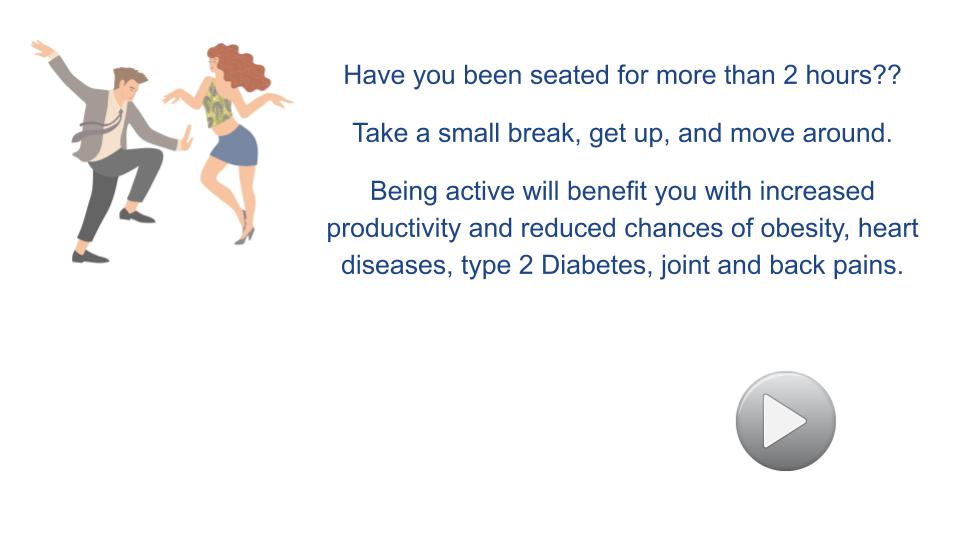 Have you been seated for more than 2 hours??
Take a small break, get up, and move around.
Being active will benefit you with increased
productivity and reduced chances of obesity, heart
diseases, type 2 Diabetes, joint and back pains.